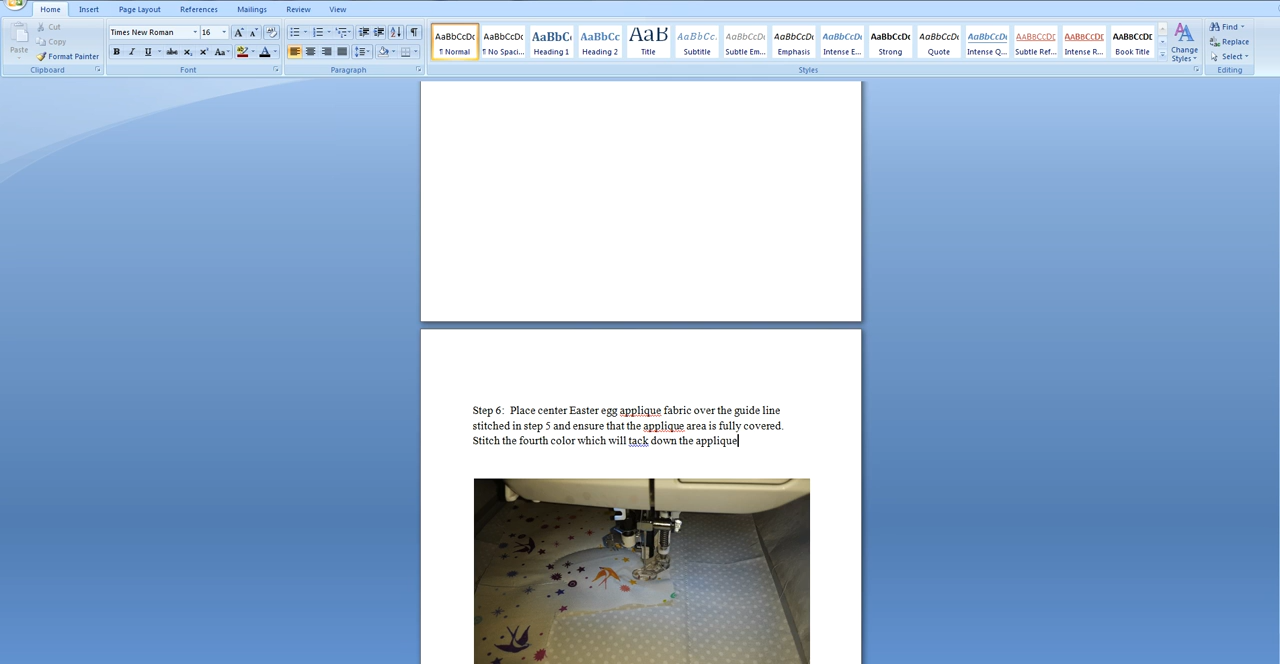 Home Insert Page Layout References Mailings Review View
Cut
Copy
Format Painter
Paste
Clipboard
Times New Roman 16
Font
Paragraph
AaBbCcDc AaBbCcDc AaBbC AaBbCc AaB AaBbCc. AaBbCcDc AaBbCcDc AaBbCcDc AaBbCcDc AaBbCcDc AaBbCcDc AABBCCDC AABBCCDC AABBCCDC
¶ Normal ¶ No Spaci... Heading 1 Heading 2 Title Subtitle Subtle Em... Emphasis Intense E... Strong Quote Intense Q... Subtle Ref... Intense R... Book Title
Styles
Change
Styles
Find
Replace
Select
Editing
Step 6: Place center Easter egg applique fabric over the guide line
stitched in step 5 and ensure that the applique area is fully covered.
Stitch the fourth color which will tack down the applique